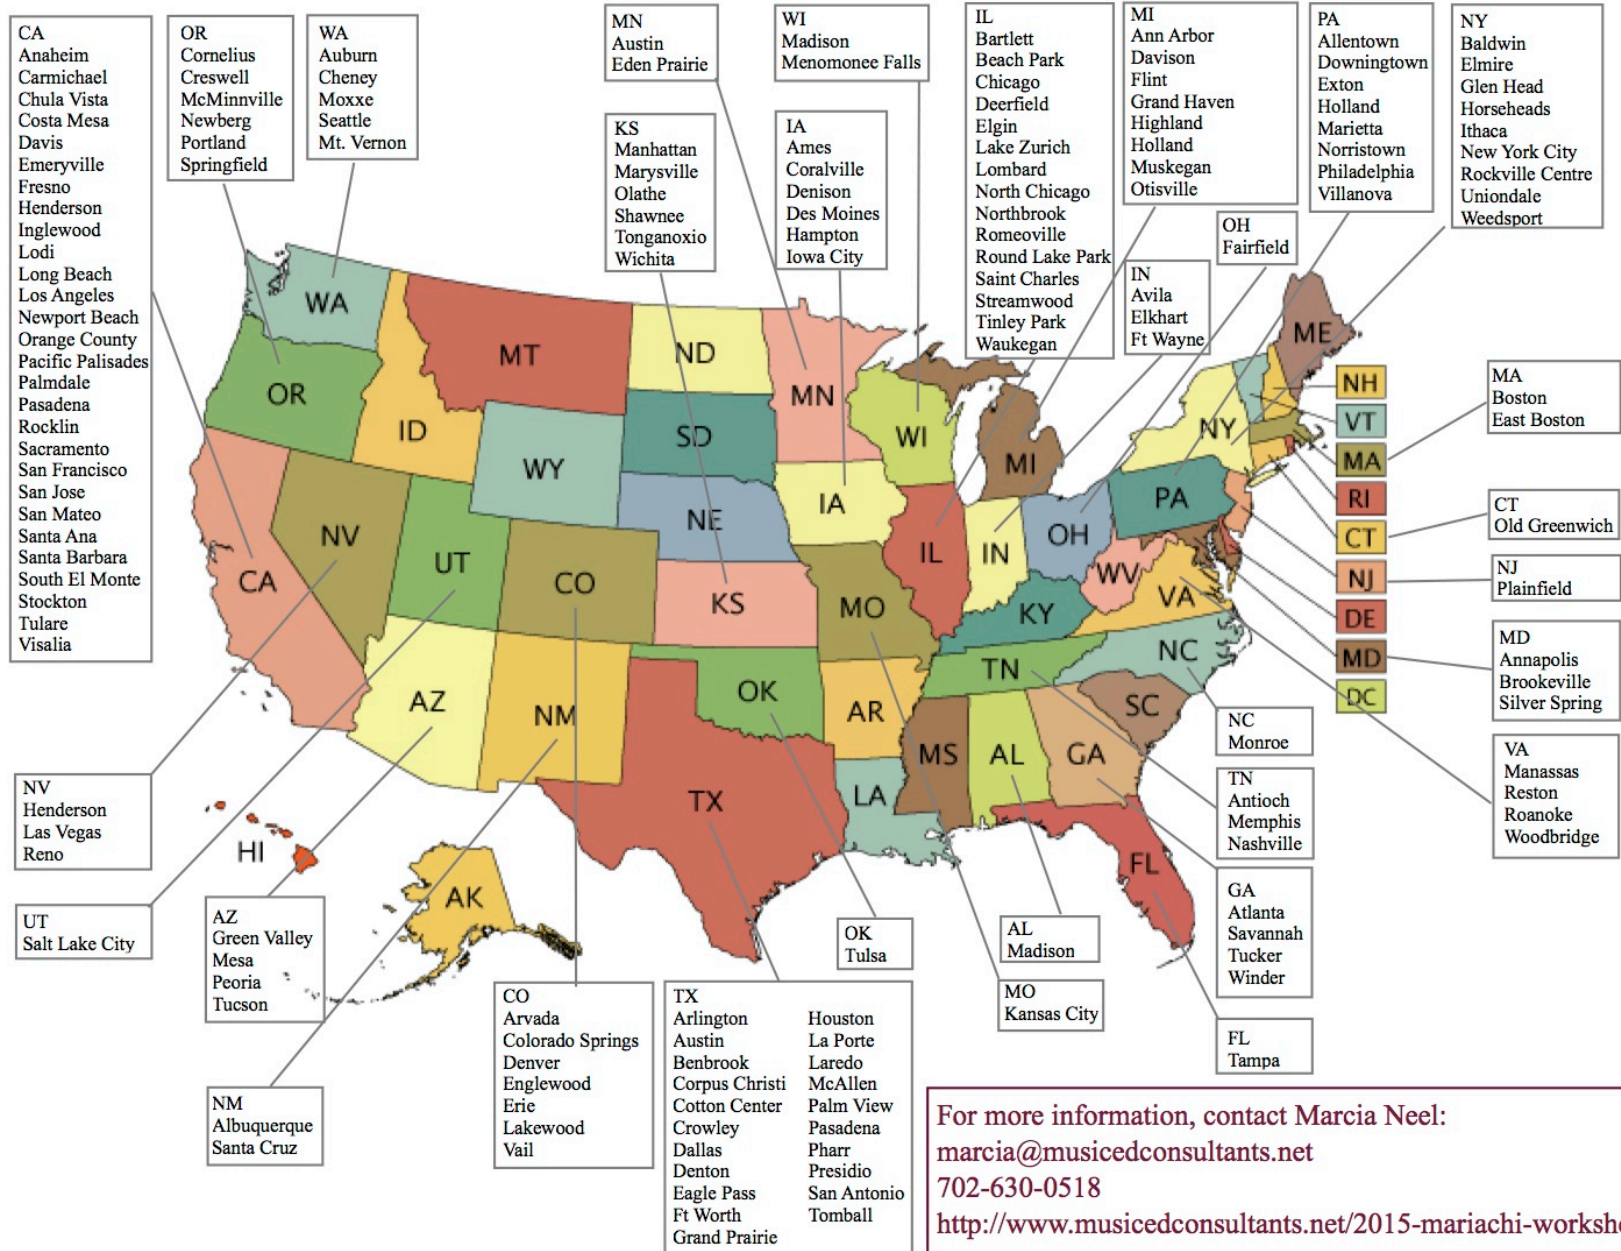 CA
Anaheim
Carmichael
Chula Vista
Costa Mesa
Davis
Emeryville
Fresno
Henderson
Inglewood
Lodi
Long Beach
Los Angeles
Newport Beach
Orange County
Pacific Palisades
Palmdale
Pasadena
Rocklin
Sacramento
San Francisco
San Jose
San Mateo
Santa Ana
Santa Barbara
South El Monte
Stockton
Tulare
Visalia
OR
Cornelius
Creswell
McMinnville
Newberg
Portland
Springfield
WA
Auburn
Cheney
Moxxe
Seattle
Mt. Vernon
MN
Austin
Eden Prairie
KS
Manhattan
Marysville
Olathe
Shawnee
Tonganoxio
Wichita
WI
Madison
Menomonee Falls
IA
Ames
Coralville
Denison
Des Moines
Hampton
Iowa City
IL
Bartlett
Beach Park
Chicago
Deerfield
Elgin
Lake Zurich
Lombard
North Chicago
Northbrook
Romeoville
Round Lake Park
Saint Charles
Streamwood
Tinley Park
Waukegan
MI
Ann Arbor
Davison
Flint
Grand Haven
Highland
Holland
Muskegan
Otisville
OH
Fairfield
IN
Avila
Elkhart
Ft Wayne
PA
Allentown
Downingtown
Exton
Holland
Marietta
Norristown
Philadelphia
Villanova
NY
Baldwin
Elmire
Glen Head
Horseheads
Ithaca
New York City
Rockville Centre
Uniondale
Weedsport
WA
OR
CA
NV
ID
MT
WY
UT
AZ
CO
NM
ND
SD
NE
KS
OK
TX
MN
IA
MO
AR
LA
WI
IL
MI
IN
OH
KY
TN
MS
AL
GA
FL
SC
NC
VA
WV
PA
NY
ME
HI
AK
NH
VT
MA
RI
CT
NJ
DE
MD
DC
MA
Boston
East Boston
CT
Old Greenwich
NJ
Plainfield
MD
Annapolis
Brookeville
Silver Spring
VA
Manassas
Reston
Roanoke
Woodbridge
NC
Monroe
TN
Antioch
Memphis
Nashville
GA
Atlanta
Savannah
Tucker
Winder
FL
Tampa
NV
Henderson
Las Vegas
Reno
UT
Salt Lake City
AZ
Green Valley
Mesa
Peoria
Tucson
NM
Albuquerque
Santa Cruz
CO
Arvada
Colorado Springs
Denver
Englewood
Erie
Lakewood
Vail
TX
Arlington
Austin
Benbrook
Corpus Christi
Cotton Center
Crowley
Dallas
Denton
Eagle Pass
Ft Worth
Grand Prairie
Houston
La Porte
Laredo
McAllen
Palm View
Pasadena
Pharr
Presidio
San Antonio
Tomball
OK
Tulsa
AL
Madison
MO
Kansas City
For more information, contact Marcia Neel:
marcia@musicedconsultants.net
702-630-0518
http://www.musicedconsultants.net/2015-mariachi-worksh